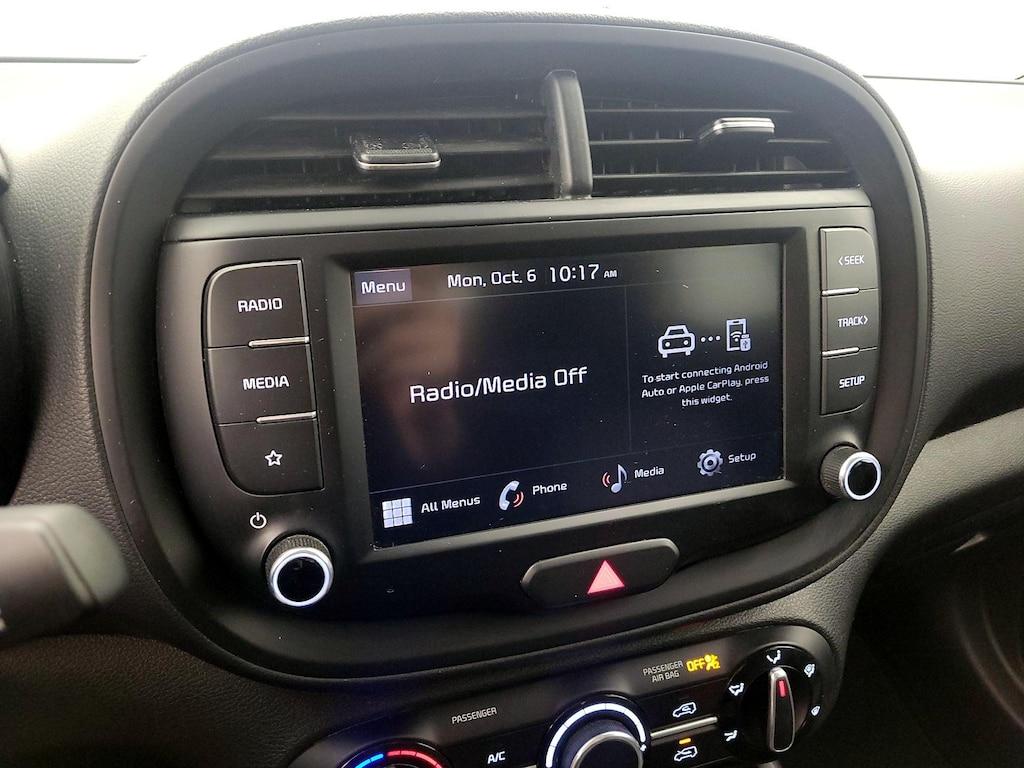 Menu
Mon, Oct. 6 10:17 AM
RADIO
MEDIA
Radio/Media Off
To start connecting Android
Auto or Apple CarPlay, press
this widget.
All Menus
Phone
Media
Setup
< SEEK
TRACK >
SETUP
PASSENGER
AIR BAG
OFF
2
PASSENGER
A/C